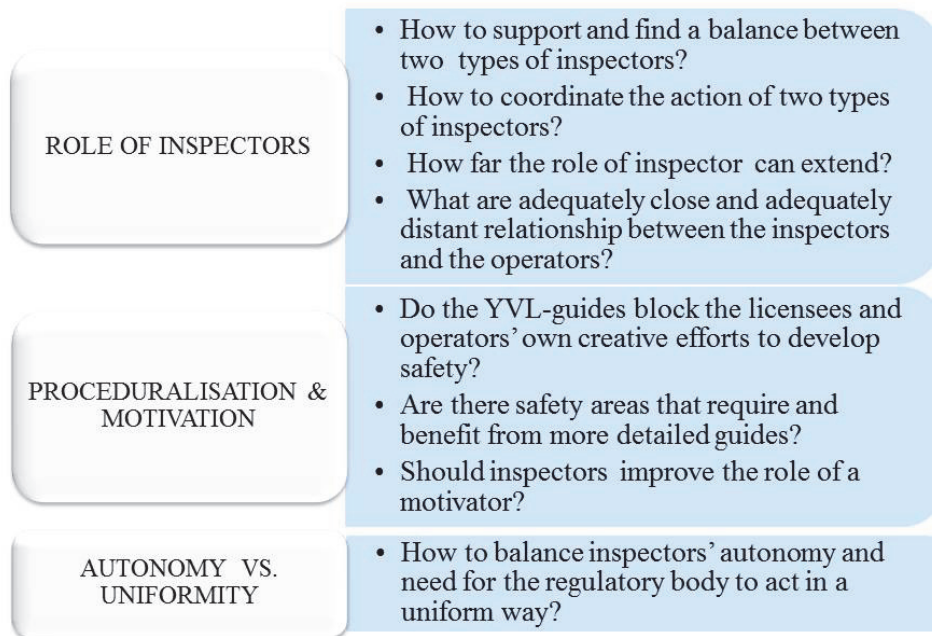 ROLE OF INSPECTORS
• How to support and find a balance between
two types of inspectors?
• How to coordinate the action of two types
of inspectors?
• How far the role of inspector can extend?
• What are adequately close and adequately
distant relationship between the inspectors
and the operators?
PROCEDURALISATION &
MOTIVATION
• Do the YVL-guides block the licensees and
operators’ own creative efforts to develop
safety?
• Are there safety areas that require and
benefit from more detailed guides?
• Should inspectors improve the role of a
motivator?
AUTONOMY VS.
UNIFORMITY
• How to balance inspectors’ autonomy and
need for the regulatory body to act in a
uniform way?